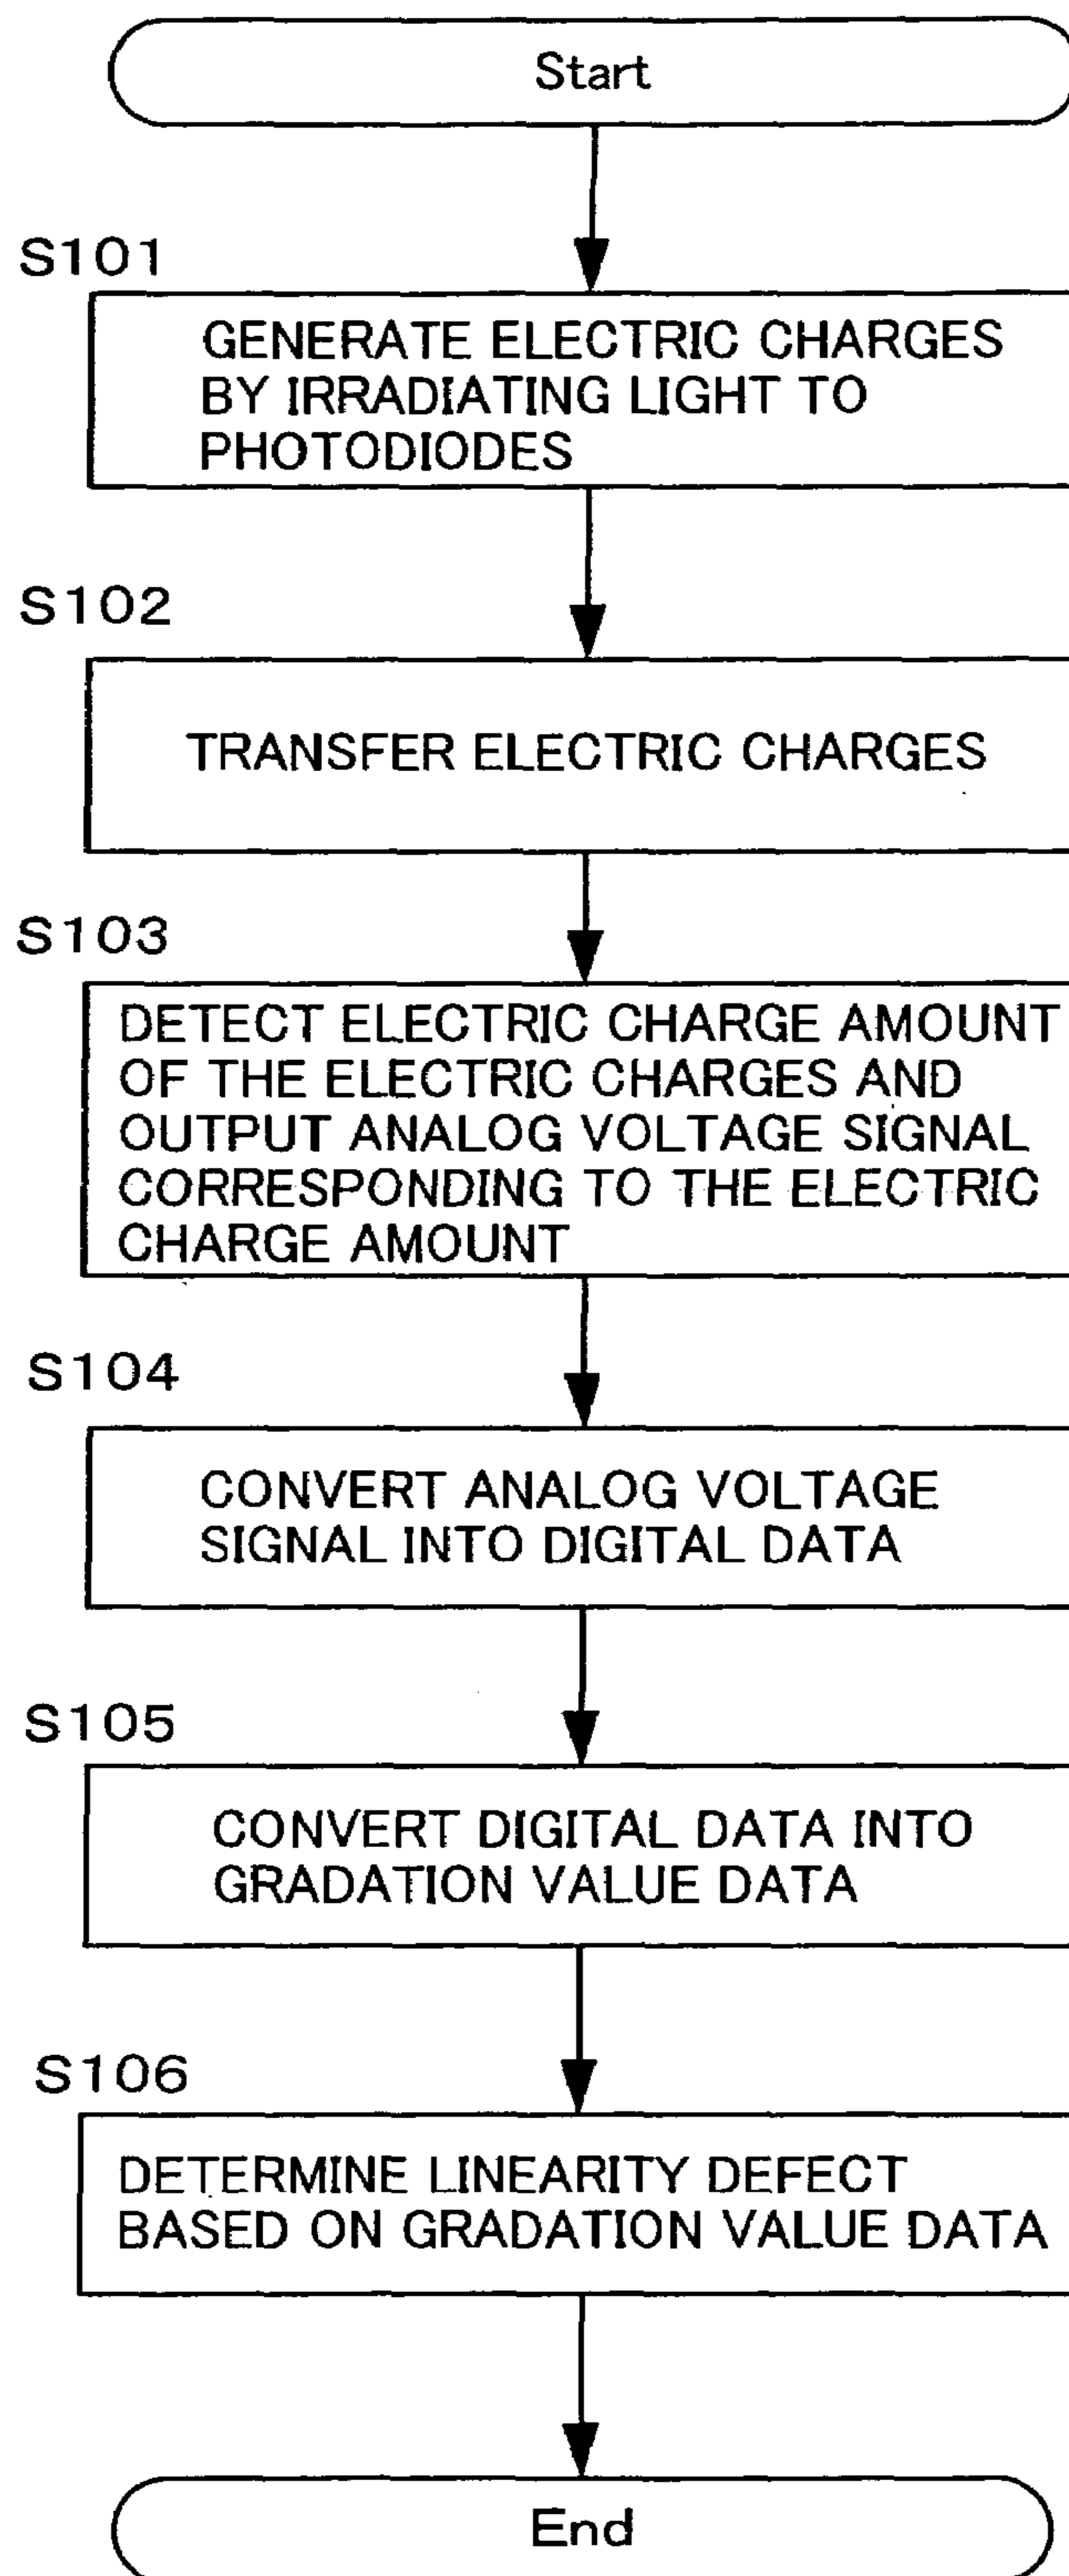 Start
S101
GENERATE ELECTRIC CHARGES
BY IRRADIATING LIGHT TO
PHOTODIODES
S102
TRANSFER ELECTRIC CHARGES
S103
DETECT ELECTRIC CHARGE AMOUNT
OF THE ELECTRIC CHARGES AND
OUTPUT ANALOG VOLTAGE SIGNAL
CORRESPONDING TO THE ELECTRIC
CHARGE AMOUNT
S104
CONVERT ANALOG VOLTAGE
SIGNAL INTO DIGITAL DATA
S105
CONVERT DIGITAL DATA INTO
GRADATION VALUE DATA
S106
DETERMINE LINEARITY DEFECT
BASED ON GRADATION VALUE DATA
End